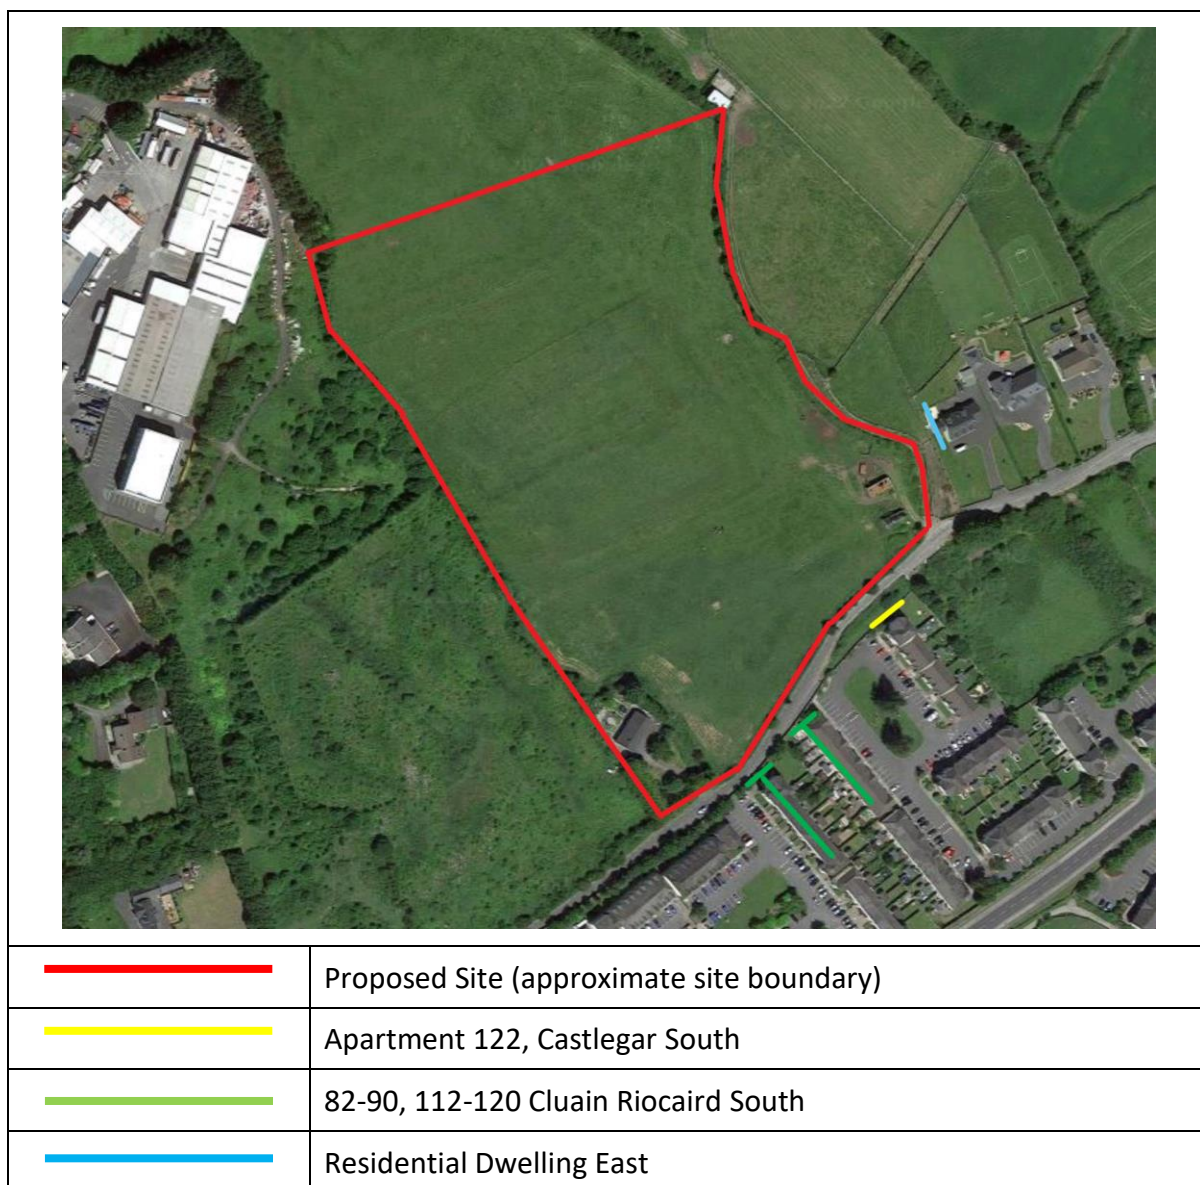 Proposed Site (approximate site boundary)
Apartment 122, Castlegar South
82-90, 112-120 Cluain Riocaird South
Residential Dwelling East